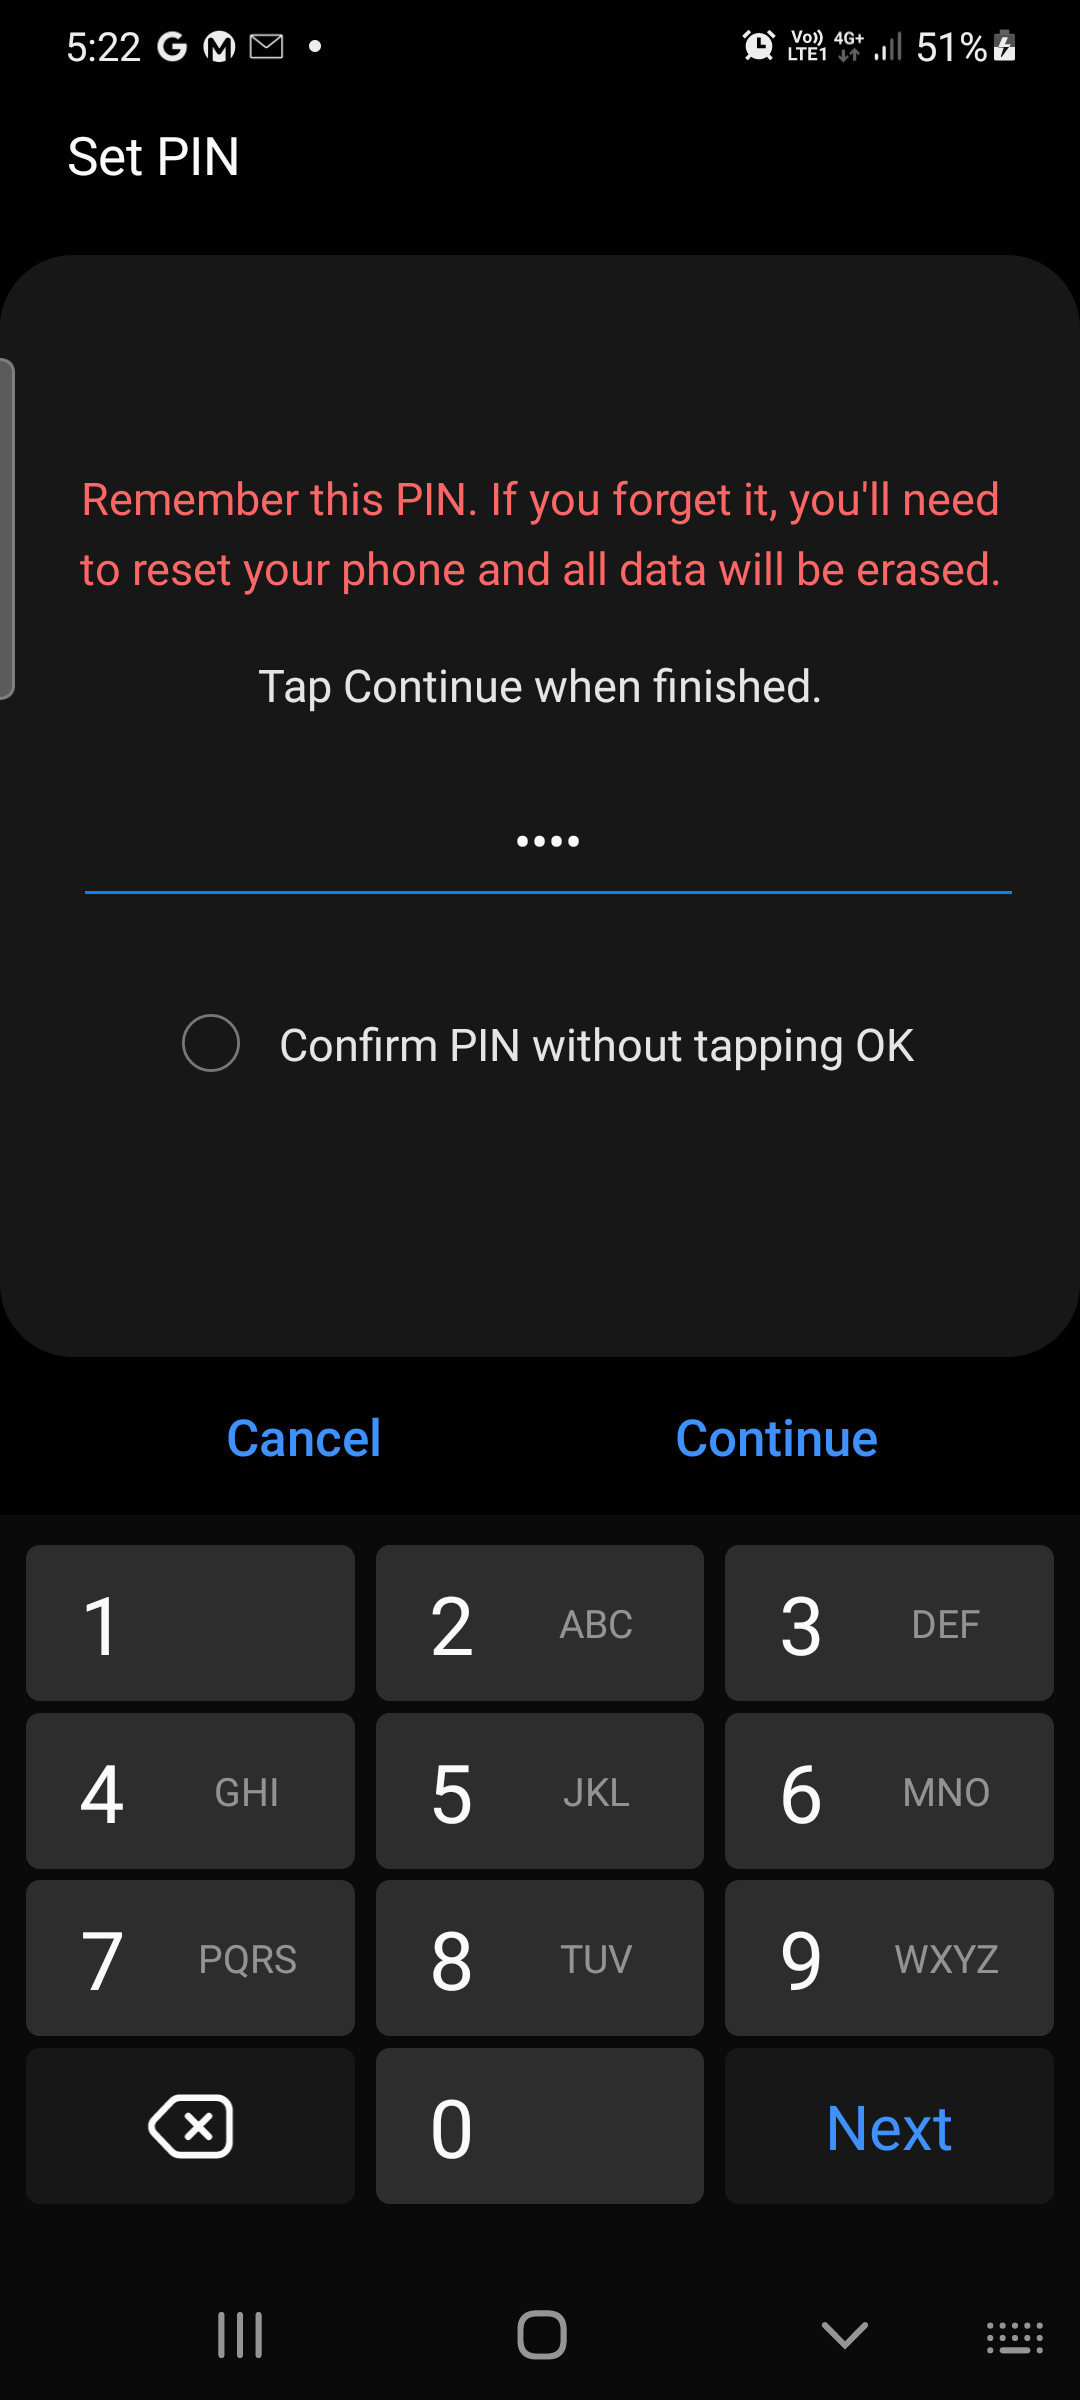 5:22 G M Vo)) LTE1 4G+ 51%
Set PIN
Remember this PIN. If you forget it, you'll need
to reset your phone and all data will be erased.
Tap Continue when finished.
••••
Confirm PIN without tapping OK
Cancel Continue
1 2 ABC 3 DEF
4 GHI 5 JKL 6 MNO
7 PQRS 8 TUV 9 WXYZ
0 Next